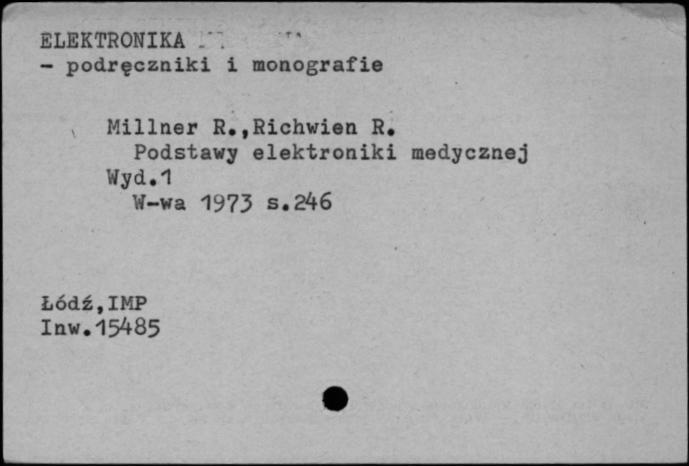 ELEKTRONIKA
- podręczniki i monografie
Millner R.,Richwien R.
Podstawy elektroniki medycznej
Wyd.1
W-wa 1973 s.246
Łódź,IMP
Inw.15485